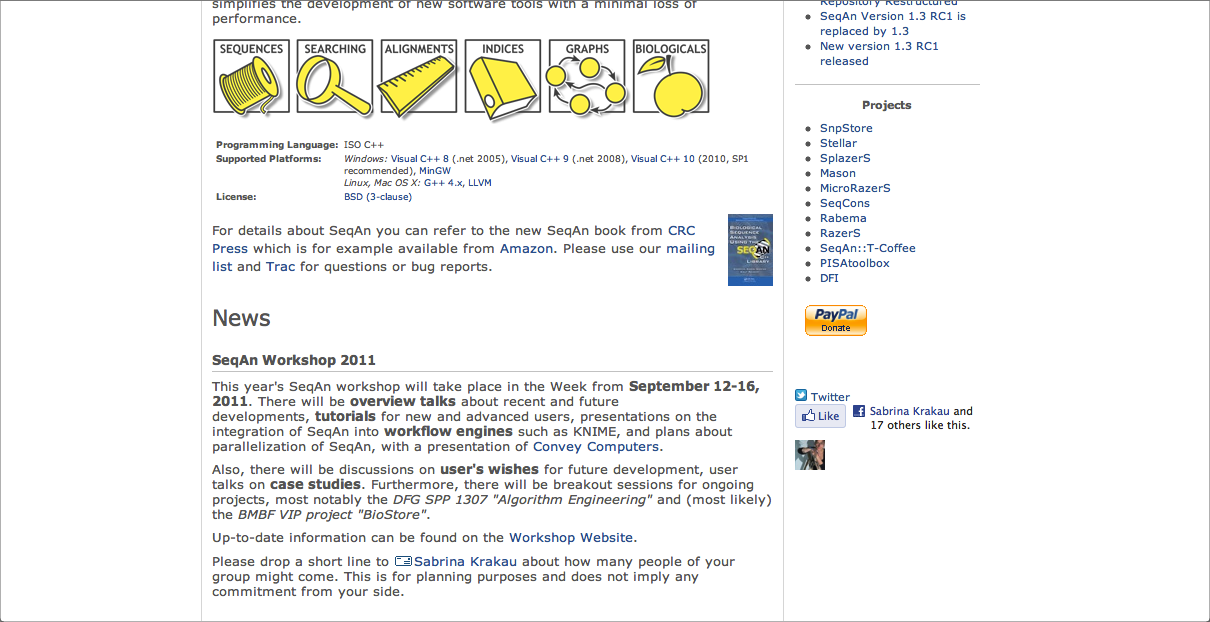 simplifies the development of new software tools with a minimal loss of
performance.
SEQUENCES SEARCHING ALIGNMENTS INDICES GRAPHS BIOLOGICALS
Programming Language: ISO C++
Supported Platforms: Windows: Visual C++ 8 (.net 2005), Visual C++ 9 (.net 2008), Visual C++ 10 (2010, SP1
recommended), MinGW
Linux, Mac OS X: G++ 4.x, LLVM
License: BSD (3-clause)
For details about SeqAn you can refer to the new SeqAn book from CRC
Press which is for example available from Amazon. Please use our mailing
list and Trac for questions or bug reports.
BIOLOGICAL
SEQUENCE
ANALYSIS
USING THE
SEQAN
C++
LIBRARY
News
SeqAn Workshop 2011
This year's SeqAn workshop will take place in the Week from September 12-16,
2011. There will be overview talks about recent and future
developments, tutorials for new and advanced users, presentations on the
integration of SeqAn into workflow engines such as KNIME, and plans about
parallelization of SeqAn, with a presentation of Convey Computers.
Also, there will be discussions on user's wishes for future development, user
talks on case studies. Furthermore, there will be breakout sessions for ongoing
projects, most notably the DFG SPP 1307 "Algorithm Engineering" and (most likely)
the BMBF VIP project "BioStore".
Up-to-date information can be found on the Workshop Website.
Please drop a short line to Sabrina Krakau about how many people of your
group might come. This is for planning purposes and does not imply any
commitment from your side.
Repository Restructured
SeqAn Version 1.3 RC1 is
replaced by 1.3
New version 1.3 RC1
released
Projects
SnpStore
Stellar
SplazerS
Mason
MicroRazerS
SeqCons
Rabema
RazerS
SeqAn::T-Coffee
PISAtoolbox
DFI
PayPal
Donate
Twitter
Like
Sabrina Krakau and
17 others like this.